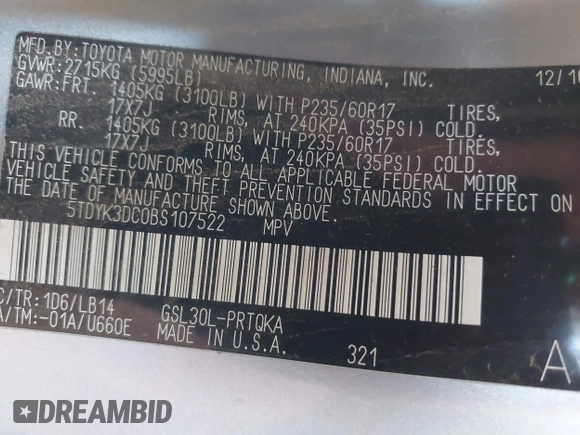 MFD.BY: TOYOTA MOTOR MANUFACTURING, INDIANA, INC. 12/1
GVWR: 2715KG (5995LB)
GAWR: FRT. 1405KG (3100LB) WITH P235/60R17 TIRES,
17X7J RIMS, AT 240KPA (35PSI) COLD.
RR. 1405KG (3100LB) WITH P235/60R17 TIRES,
17X7J RIMS, AT 240KPA (35PSI) COLD.
THIS VEHICLE CONFORMS TO ALL APPLICABLE FEDERAL MOTOR
VEHICLE SAFETY AND THEFT PREVENTION STANDARDS IN EFFECT ON
THE DATE OF MANUFACTURE SHOWN ABOVE.
5TDYK3DC0BS107522 MPV
C/TR: 1D6/LB14 GSL30L-PRTQKA
A/TM:-01A/U660E MADE IN U.S.A. 321 A
DREAMBID